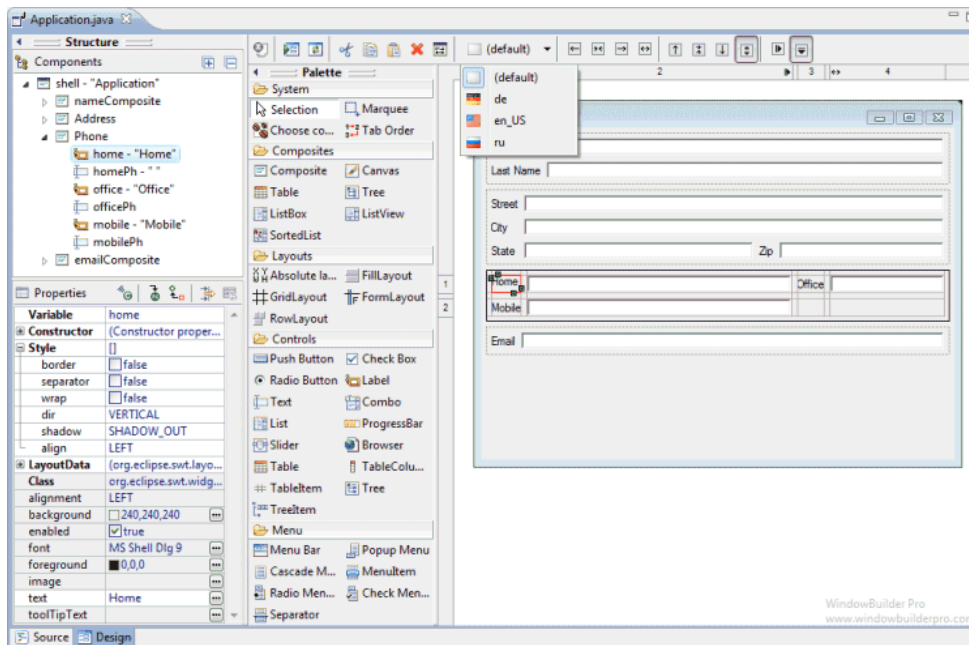 Application.java
Structure
Components
shell - "Application"
nameComposite
Address
Phone
home - "Home"
homePh - " "
office - "Office"
officePh
mobile - "Mobile"
mobilePh
emailComposite
Properties
Variable home
Constructor (Constructor proper...
Style []
border false
separator false
wrap false
dir VERTICAL
shadow SHADOW_OUT
align LEFT
LayoutData (org.eclipse.swt.layo...
Class org.eclipse.swt.widg...
alignment LEFT
background 240,240,240
enabled true
font MS Shell Dlg 9
foreground 0,0,0
image
text Home
toolTipText
Source Design
Palette
System
Selection Marquee
Choose co... Tab Order
Composites
Composite Canvas
Table Tree
ListBox ListView
SortedList
Layouts
Absolute la... FillLayout
GridLayout FormLayout
RowLayout
Controls
Push Button Check Box
Radio Button Label
Text Combo
List ProgressBar
Slider Browser
Table TableColu...
TableItem Tree
TreeItem
Menu
Menu Bar Popup Menu
Cascade M... MenuItem
Radio Men... Check Men...
Separator
(default)
(default)
de
en_US
ru
2 3 4
1
2
Last Name
Street
City
State Zip
Home Office
Mobile
Email
WindowBuilder Pro
www.windowbuilderpro.com